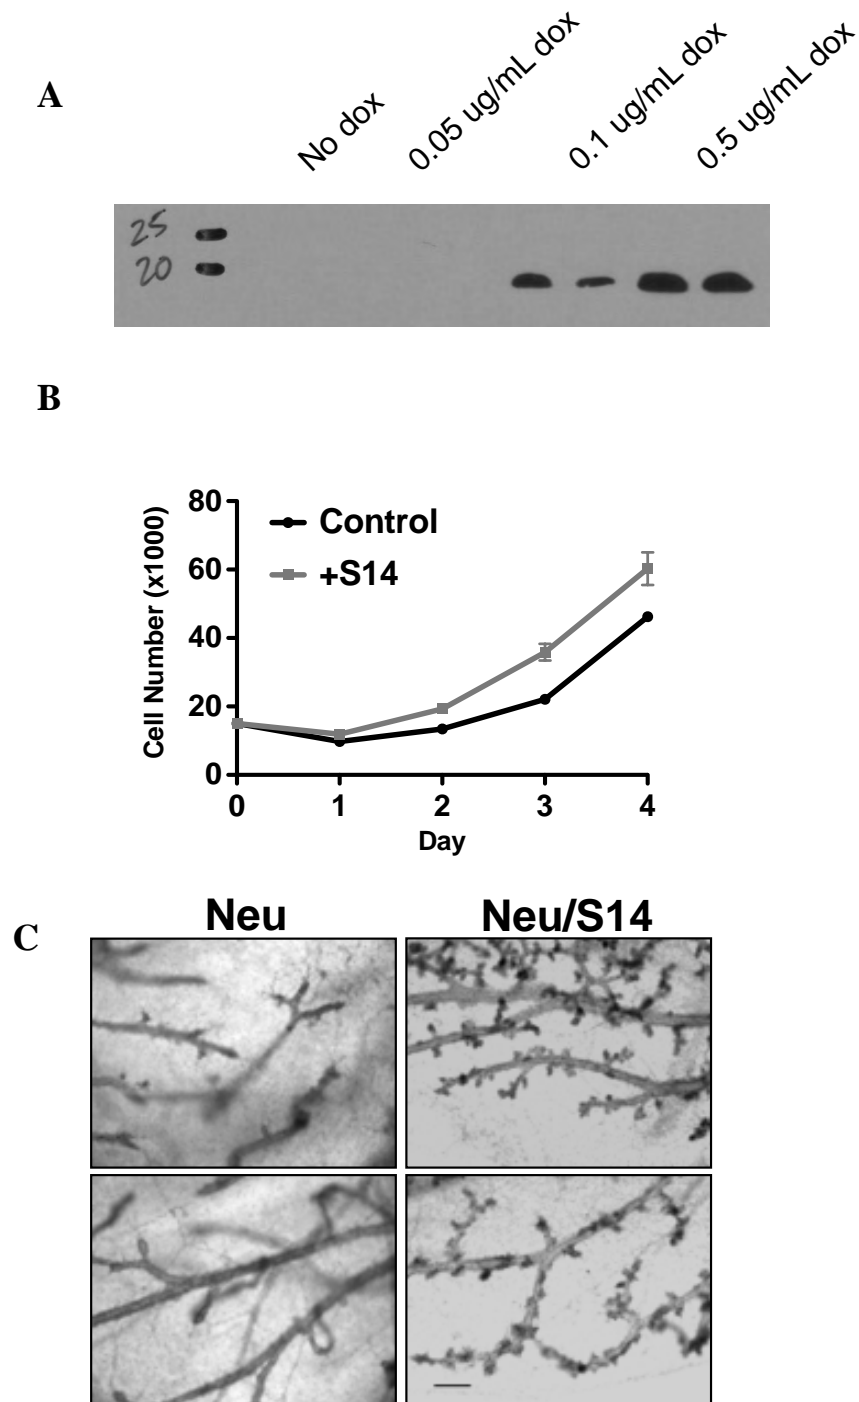 A
No dox
0.05 ug/mL dox
0.1 ug/mL dox
0.5 ug/mL dox
25
20
B
80
60
40
20
0
Cell Number (x1000)
Control
+S14
0 1 2 3 4
Day
C
Neu
Neu/S14